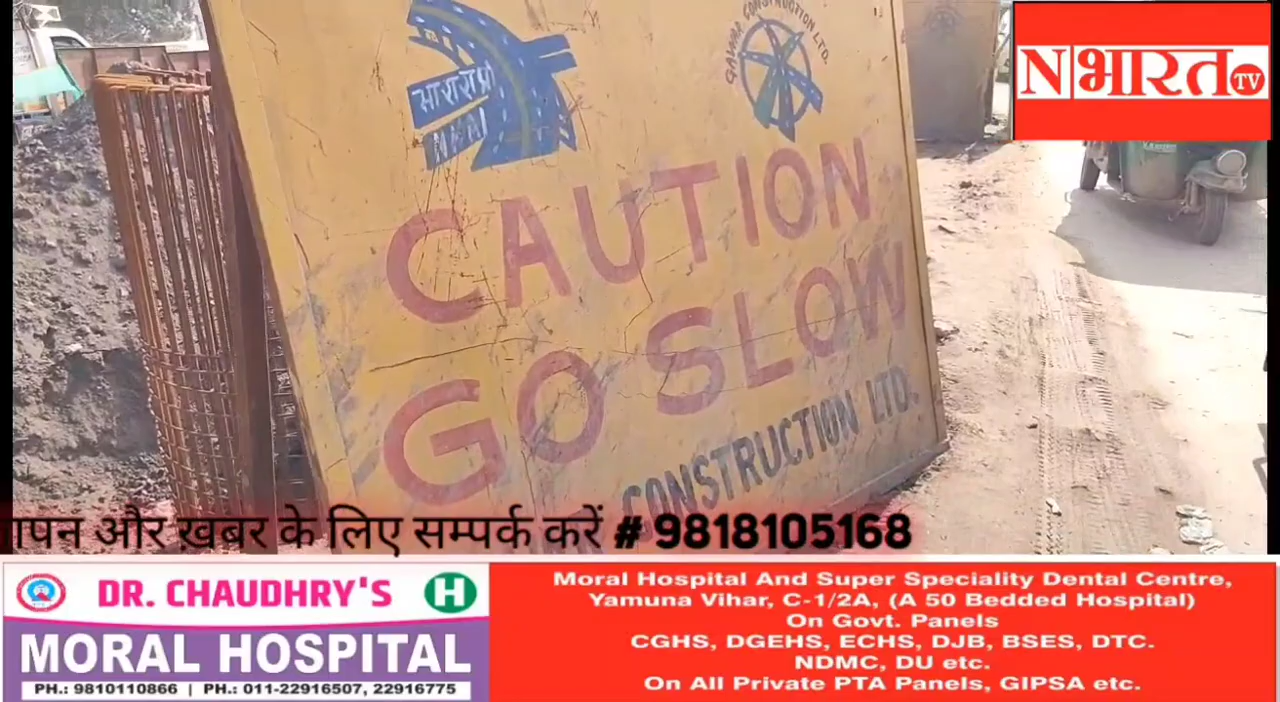 भाराराप्रा
NHAI
GAWAR CONSTRUCTION LTD.
Nभारत TV
CAUTION
GO SLOW
CONSTRUCTION LTD.
ापन और ख़बर के लिए सम्पर्क करें # 9818105168
DR. CHAUDHRY'S H
MORAL HOSPITAL
PH.: 9810110866 | PH.: 011-22916507, 22916775
Moral Hospital And Super Speciality Dental Centre,
Yamuna Vihar, C-1/2A, (A 50 Bedded Hospital)
On Govt. Panels
CGHS, DGEHS, ECHS, DJB, BSES, DTC.
NDMC, DU etc.
On All Private PTA Panels, GIPSA etc.